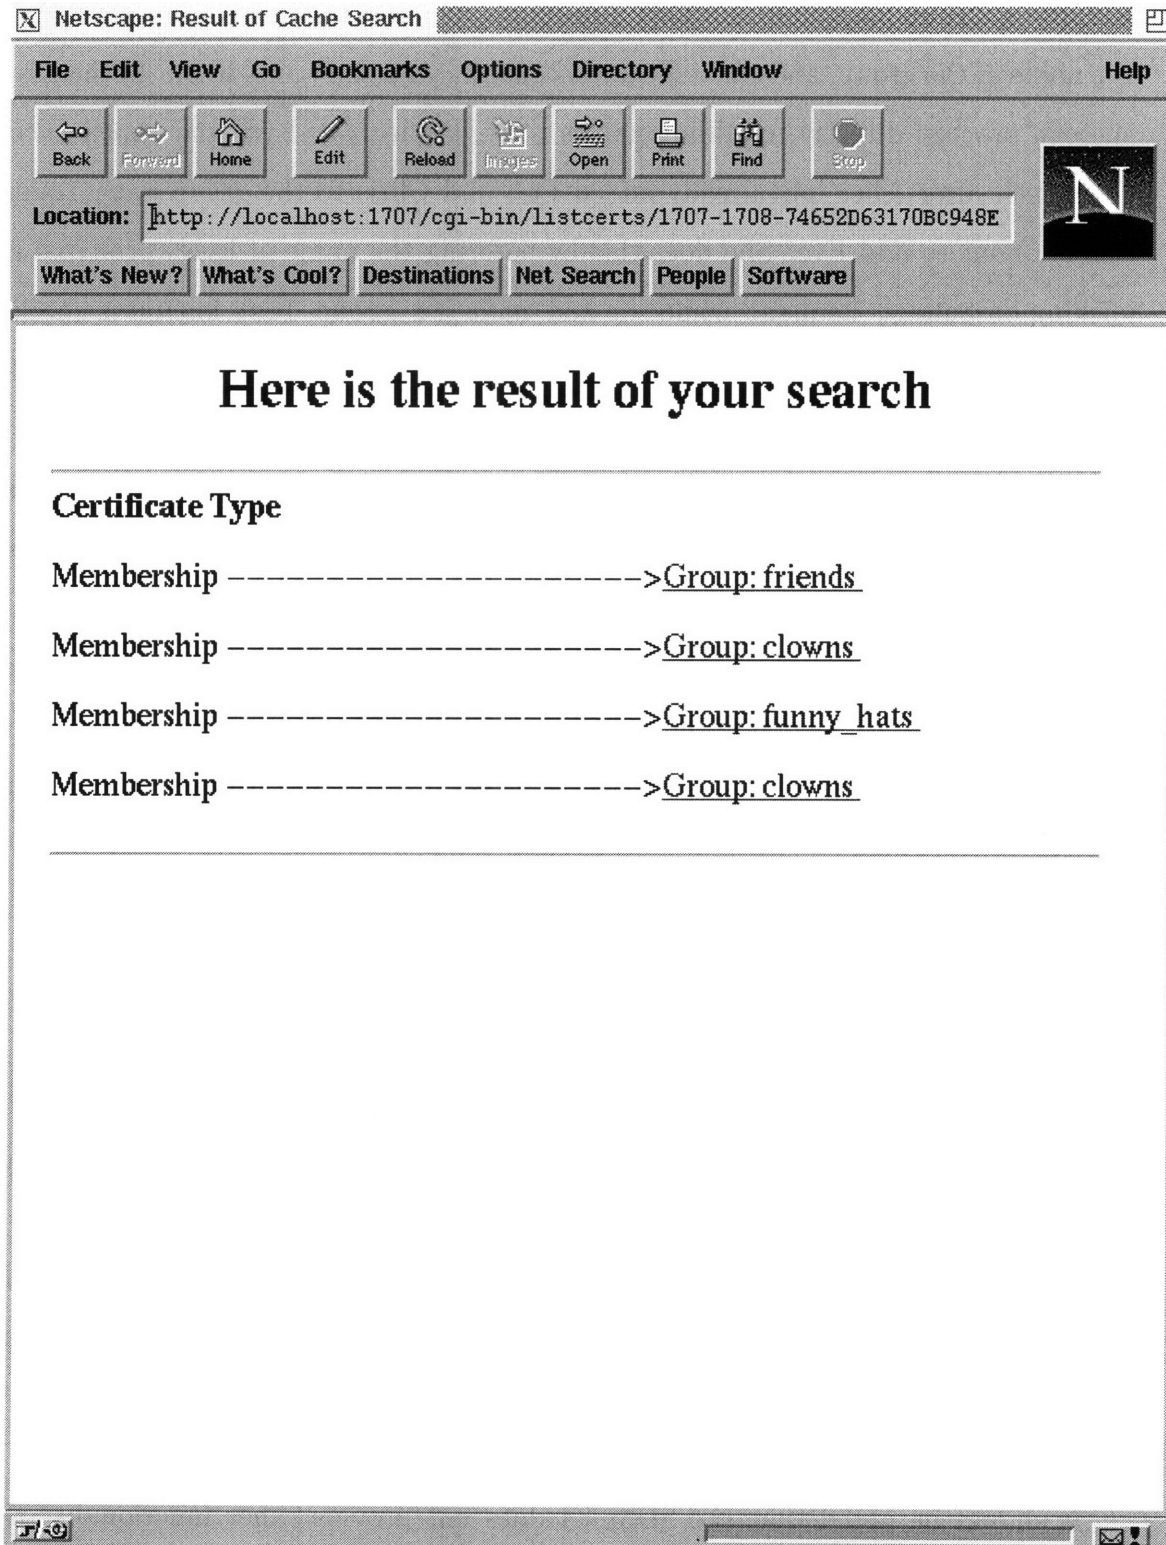 X Netscape: Result of Cache Search
File Edit View Go Bookmarks Options Directory Window Help
Back Forward Home Edit Reload Images Open Print Find Stop
N
Location: http://localhost:1707/cgi-bin/listcerts/1707-1708-74652D63170BC948E
What's New? What's Cool? Destinations Net Search People Software
Here is the result of your search
Certificate Type
Membership ---------------------->Group: friends
Membership ---------------------->Group: clowns
Membership ---------------------->Group: funny_hats
Membership ---------------------->Group: clowns